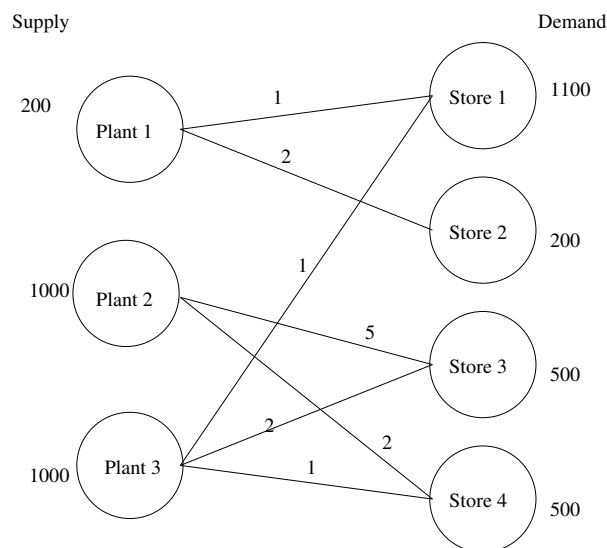 Supply
Demand
200
Plant 1
1
Store 1
1100
2
Store 2
200
1000
Plant 2
1
5
Store 3
500
2
2
1000
Plant 3
1
Store 4
500